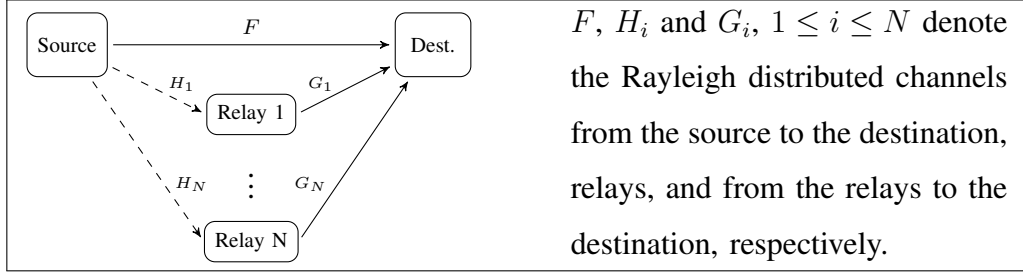 F
Source
Dest.
H_1
G_1
Relay 1
H_N
⋮
G_N
Relay N
F, H_i and G_i, 1 ≤ i ≤ N denote
the Rayleigh distributed channels
from the source to the destination,
relays, and from the relays to the
destination, respectively.